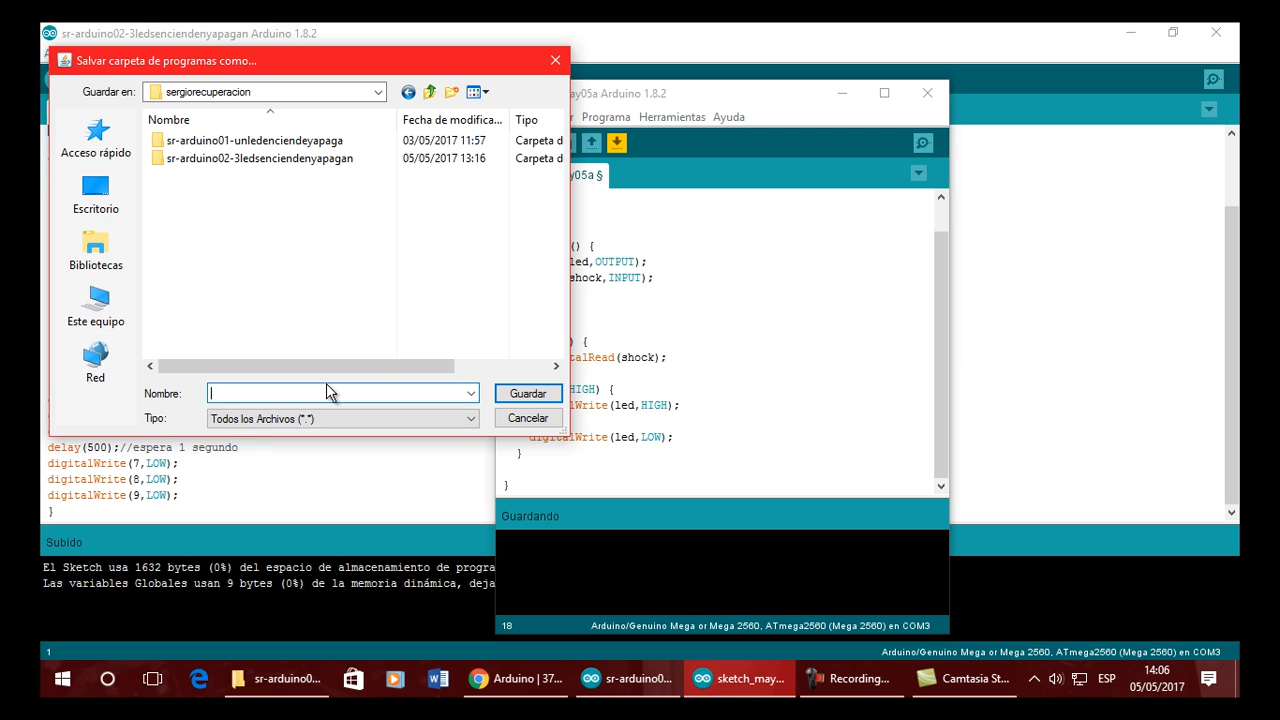 sr-arduino02-3ledsenciendenyapagan Arduino 1.8.2
Salvar carpeta de programas como...
Guardar en: sergiorecuperacion
Nombre Fecha de modifica... Tipo
sr-arduino01-unledenciendeyapaga 03/05/2017 11:57 Carpeta d
sr-arduino02-3ledsenciendenyapagan 05/05/2017 13:16 Carpeta d
Acceso rápido
Escritorio
Bibliotecas
Este equipo
Red
Nombre: Guardar
Tipo: Todos los Archivos (*.*) Cancelar
ay05a Arduino 1.8.2
Programa Herramientas Ayuda
y05a §
() {
led,OUTPUT);
shock,INPUT);
) {
talRead(shock);
HIGH) {
lWrite(led,HIGH);
digitalWrite(led,LOW);
}
}
Guardando
18 Arduino/Genuino Mega or Mega 2560, ATmega2560 (Mega 2560) en COM3
delay(500);//espera 1 segundo
digitalWrite(7,LOW);
digitalWrite(8,LOW);
digitalWrite(9,LOW);
}
Subido
El Sketch usa 1632 bytes (0%) del espacio de almacenamiento de progra
Las variables Globales usan 9 bytes (0%) de la memoria dinámica, deja
1 Arduino/Genuino Mega or Mega 2560, ATmega2560 (Mega 2560) en COM3
sr-arduino0... Arduino | 37... sr-arduino0... sketch_may... Recording... Camtasia St... ESP 14:06
05/05/2017